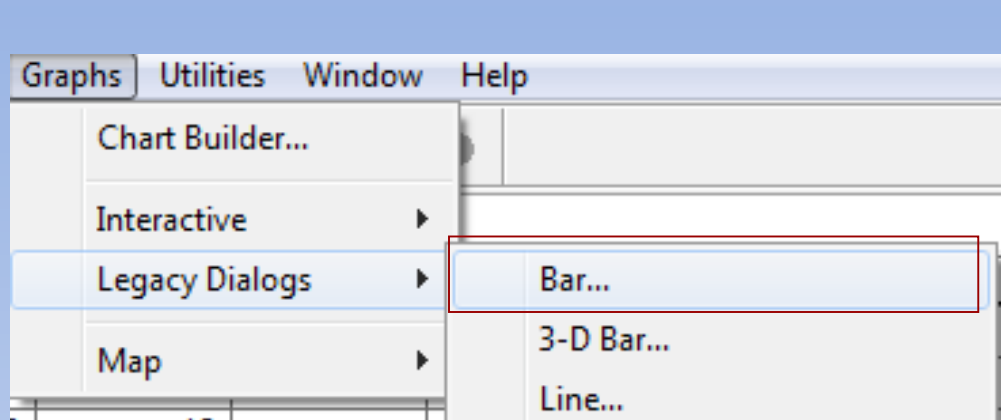 Graphs Utilities Window Help
Chart Builder...
Interactive
Legacy Dialogs
Bar...
3-D Bar...
Map
Line...